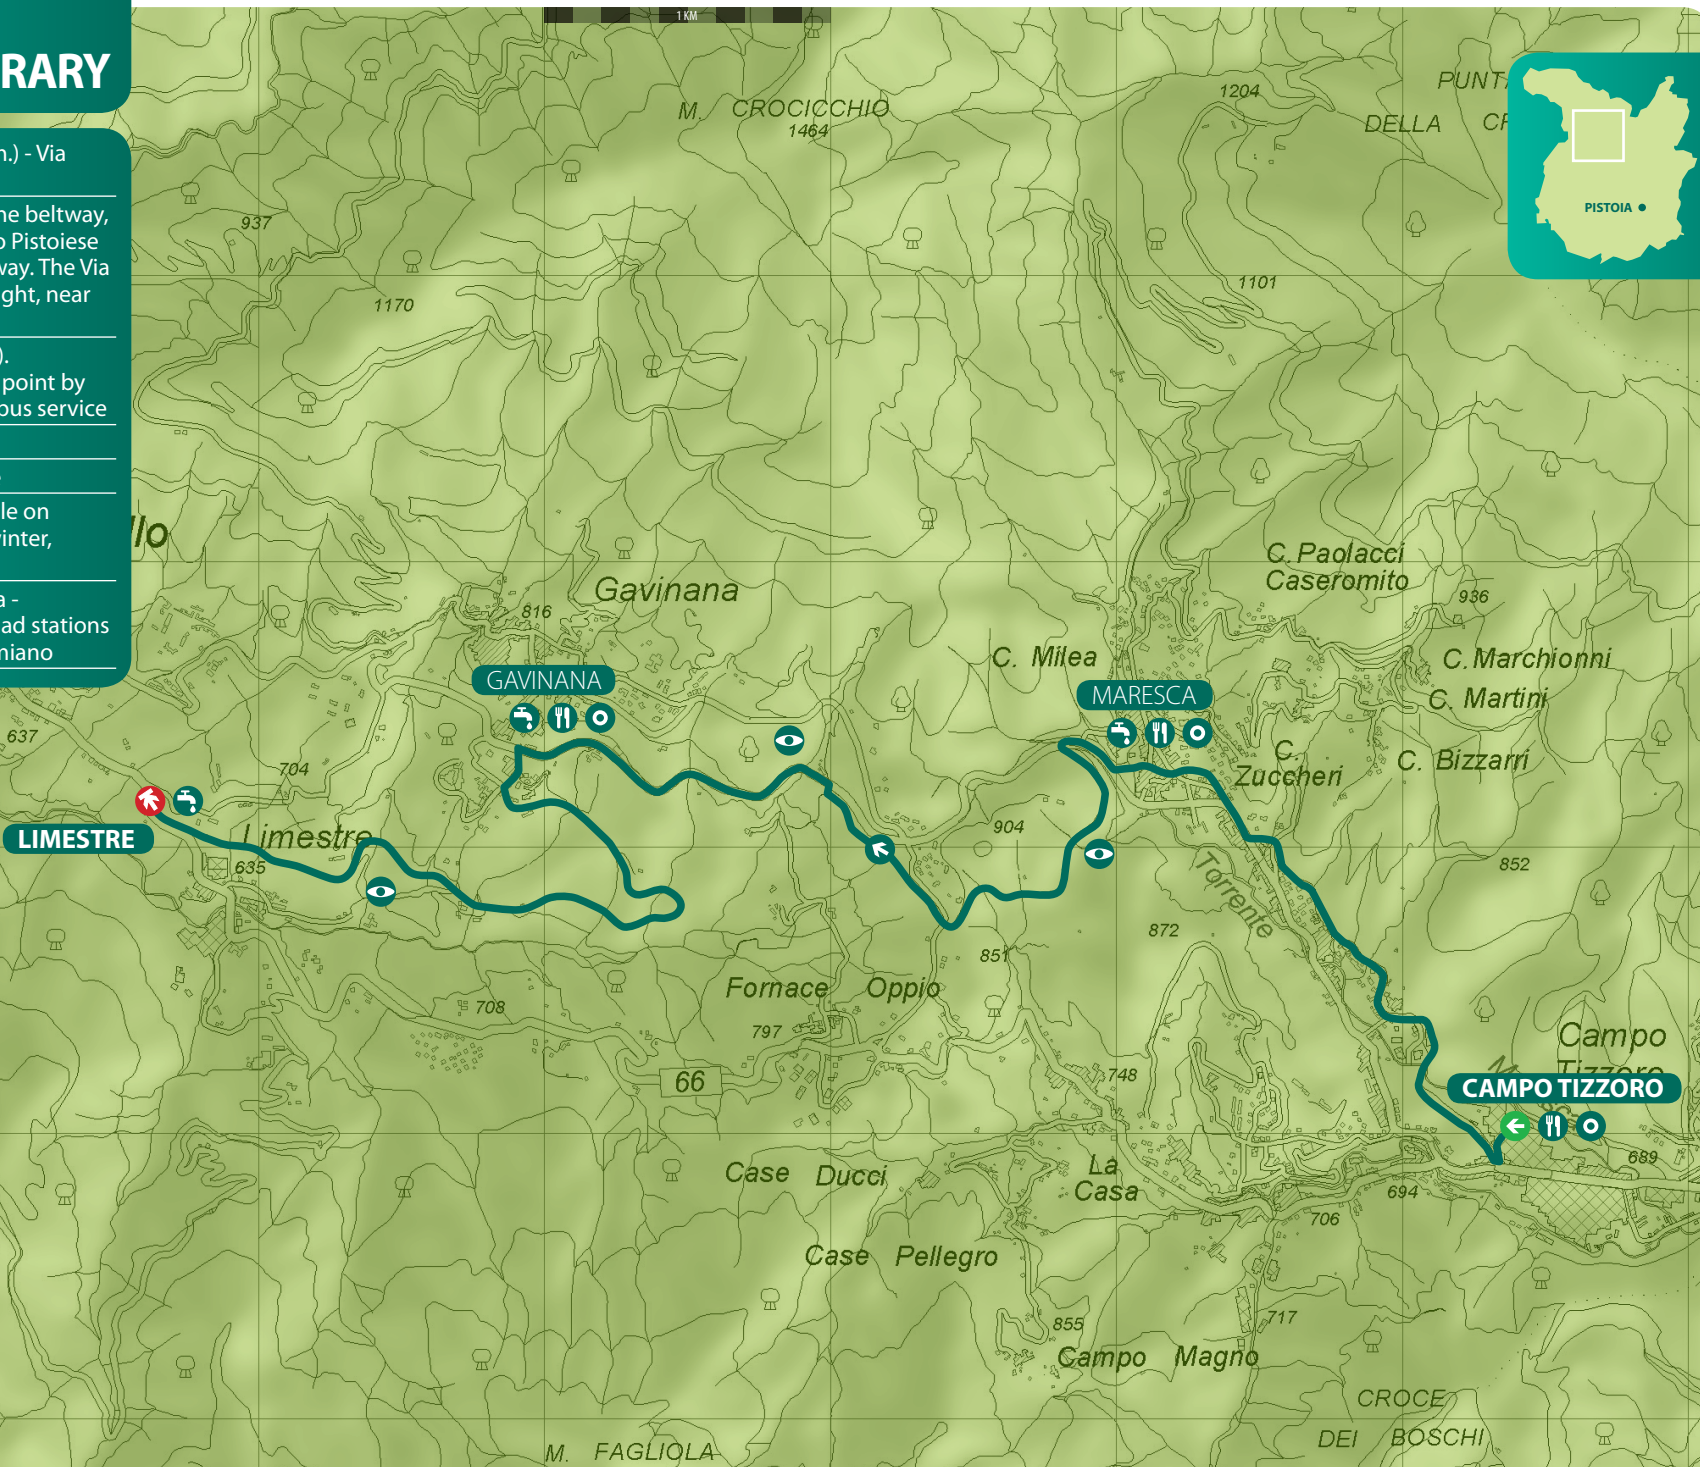 1 KM
RARY
n.) - Via
ne beltway,
o Pistoiese
way. The Via
ght, near
).
point by
bus service
le on
winter,
a -
ad stations
niano
M. CROCICCHIO
1464
1204
PUNTA
DELLA CR
PISTOIA
937
1170
1101
llo
Gavinana
816
GAVINANA
C. Paolacci
Caseromito
936
C. Milea
MARESCA
C. Marchionni
C. Martini
C. Bizzarri
C.
Zuccheri
637
704
LIMESTRE
Limestre
635
904
852
Torrente
872
851
Fornace Oppio
708
797
66
748
Campo
Tizzoro
CAMPO TIZZORO
689
Case Ducci
La
Casa
694
706
Case Pellegro
855
717
Campo Magno
CROCE
DEI BOSCHI
M. FAGLIOLA